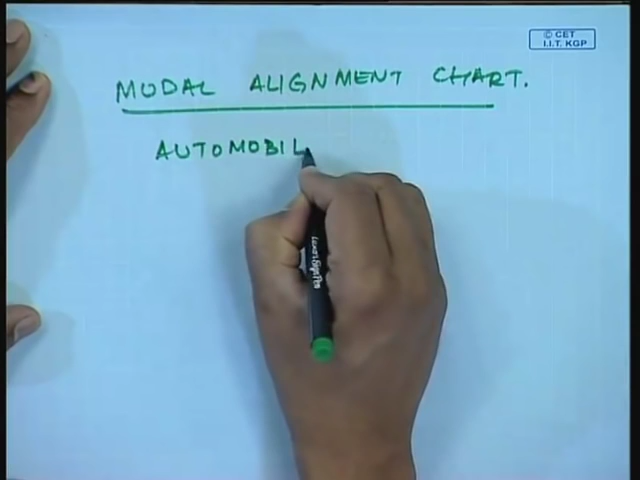 © CET
I.I.T. KGP
MODAL ALIGNMENT CHART.
AUTOMOBIL